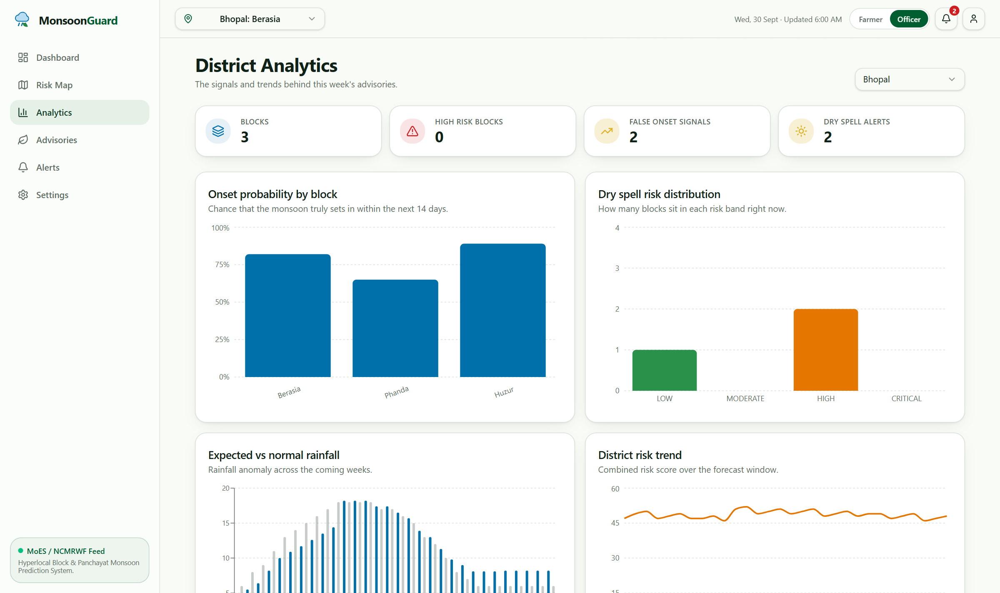 MonsoonGuard
Dashboard
Risk Map
Analytics
Advisories
Alerts
Settings
MoES / NCMRWF Feed
Hyperlocal Block & Panchayat Monsoon
Prediction System.
Bhopal: Berasia
Wed, 30 Sept · Updated 6:00 AM
Farmer
Officer
2
District Analytics
The signals and trends behind this week's advisories.
Bhopal
BLOCKS
3
HIGH RISK BLOCKS
0
FALSE ONSET SIGNALS
2
DRY SPELL ALERTS
2
Onset probability by block
Chance that the monsoon truly sets in within the next 14 days.
100%
75%
50%
25%
0%
Berasia
Phanda
Huzur
Dry spell risk distribution
How many blocks sit in each risk band right now.
4
3
2
1
0
LOW
MODERATE
HIGH
CRITICAL
Expected vs normal rainfall
Rainfall anomaly across the coming weeks.
20
15
10
5
District risk trend
Combined risk score over the forecast window.
60
45
30
15